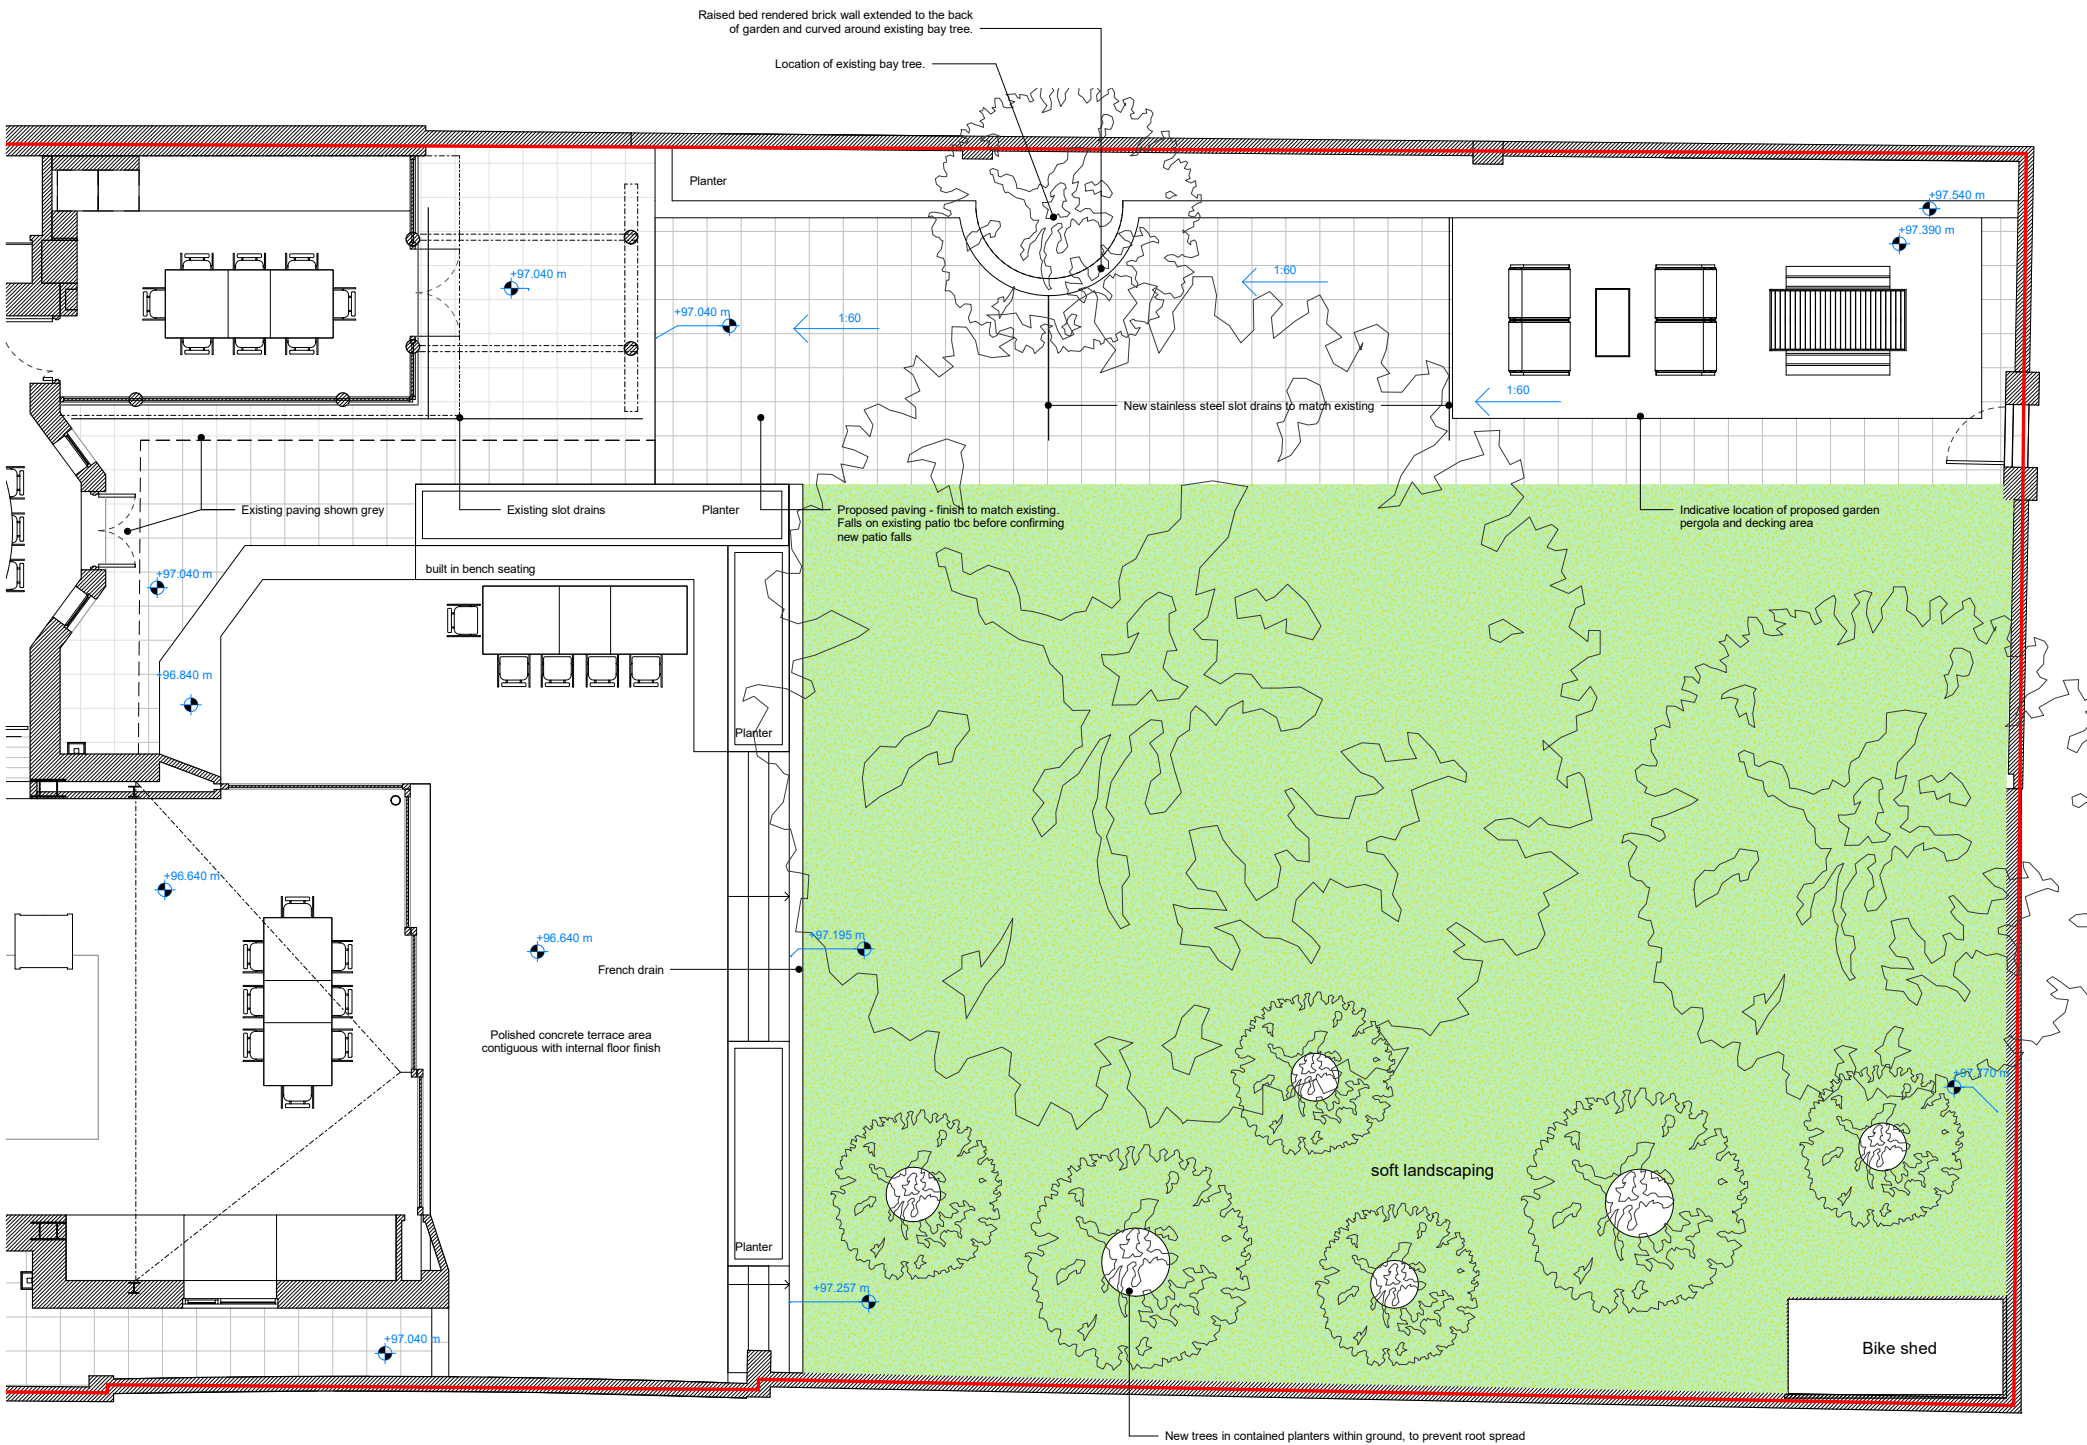 Raised bed rendered brick wall extended to the back
of garden and curved around existing bay tree.
Location of existing bay tree.
Planter
+97.540 m
+97.390 m
+97.040 m
1:60
+97.040 m
1:60
1:60
New stainless steel slot drains to match existing
Existing paving shown grey
Existing slot drains
Planter
Proposed paving - finish to match existing.
Falls on existing patio tbc before confirming
new patio falls
Indicative location of proposed garden
pergola and decking area
built in bench seating
+97.040 m
+96.840 m
Planter
+96.640 m
+96.640 m
+97.195 m
French drain
Polished concrete terrace area
contiguous with internal floor finish
+97.170 m
soft landscaping
Planter
+97.257 m
+97.040 m
Bike shed
New trees in contained planters within ground, to prevent root spread